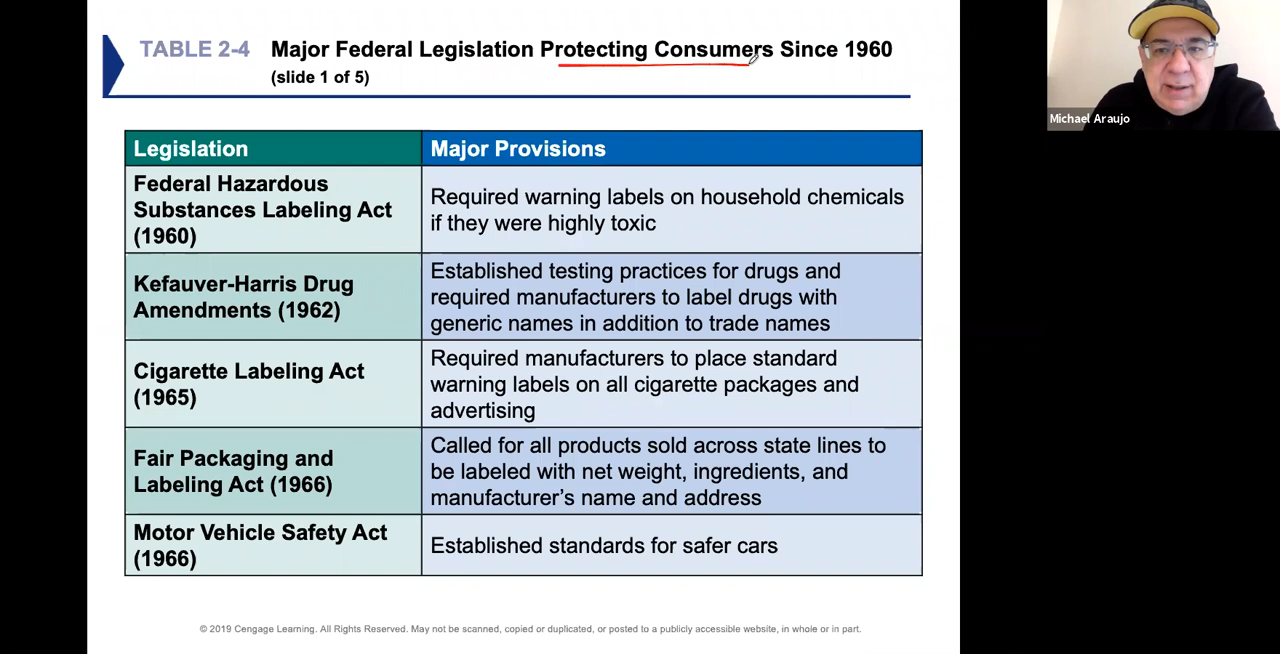 TABLE 2-4 Major Federal Legislation Protecting Consumers Since 1960
(slide 1 of 5)
Michael Araujo
Legislation Major Provisions
Federal Hazardous
Substances Labeling Act
(1960)
Required warning labels on household chemicals
if they were highly toxic
Kefauver-Harris Drug
Amendments (1962)
Established testing practices for drugs and
required manufacturers to label drugs with
generic names in addition to trade names
Cigarette Labeling Act
(1965)
Required manufacturers to place standard
warning labels on all cigarette packages and
advertising
Fair Packaging and
Labeling Act (1966)
Called for all products sold across state lines to
be labeled with net weight, ingredients, and
manufacturer’s name and address
Motor Vehicle Safety Act
(1966)
Established standards for safer cars
© 2019 Cengage Learning. All Rights Reserved. May not be scanned, copied or duplicated, or posted to a publicly accessible website, in whole or in part.